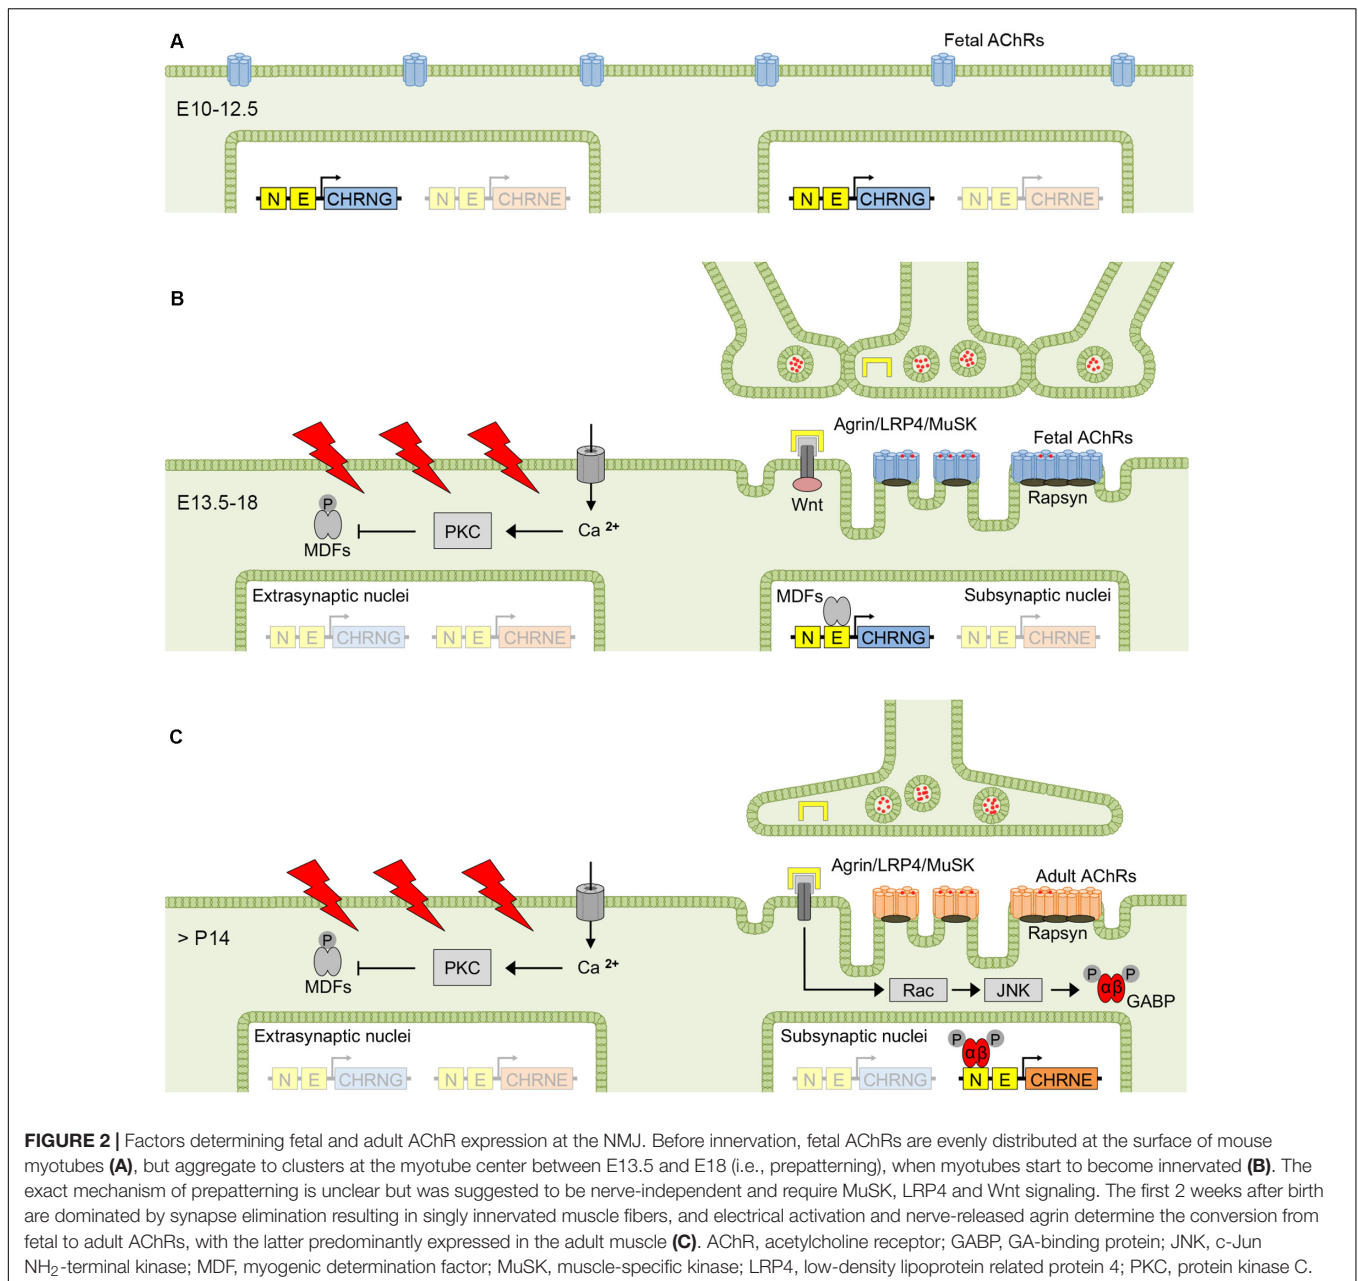 A
Fetal AChRs
E10-12.5
N E CHRNG N E CHRNE N E CHRNG N E CHRNE
B
Agrin/LRP4/MuSK
Fetal AChRs
E13.5-18
P
MDFs
PKC
Ca 2+
Wnt
Rapsyn
Extrasynaptic nuclei
N E CHRNG N E CHRNE
MDFs
Subsynaptic nuclei
N E CHRNG N E CHRNE
C
Agrin/LRP4/MuSK
Adult AChRs
> P14
P
MDFs
PKC
Ca 2+
Rapsyn
Rac
JNK
P αβ P
GABP
Extrasynaptic nuclei
N E CHRNG N E CHRNE
Subsynaptic nuclei
P αβ P
N E CHRNG N E CHRNE
FIGURE 2 | Factors determining fetal and adult AChR expression at the NMJ. Before innervation, fetal AChRs are evenly distributed at the surface of mouse
myotubes (A), but aggregate to clusters at the myotube center between E13.5 and E18 (i.e., prepatterning), when myotubes start to become innervated (B). The
exact mechanism of prepatterning is unclear but was suggested to be nerve-independent and require MuSK, LRP4 and Wnt signaling. The first 2 weeks after birth
are dominated by synapse elimination resulting in singly innervated muscle fibers, and electrical activation and nerve-released agrin determine the conversion from
fetal to adult AChRs, with the latter predominantly expressed in the adult muscle (C). AChR, acetylcholine receptor; GABP, GA-binding protein; JNK, c-Jun
NH2-terminal kinase; MDF, myogenic determination factor; MuSK, muscle-specific kinase; LRP4, low-density lipoprotein related protein 4; PKC, protein kinase C.